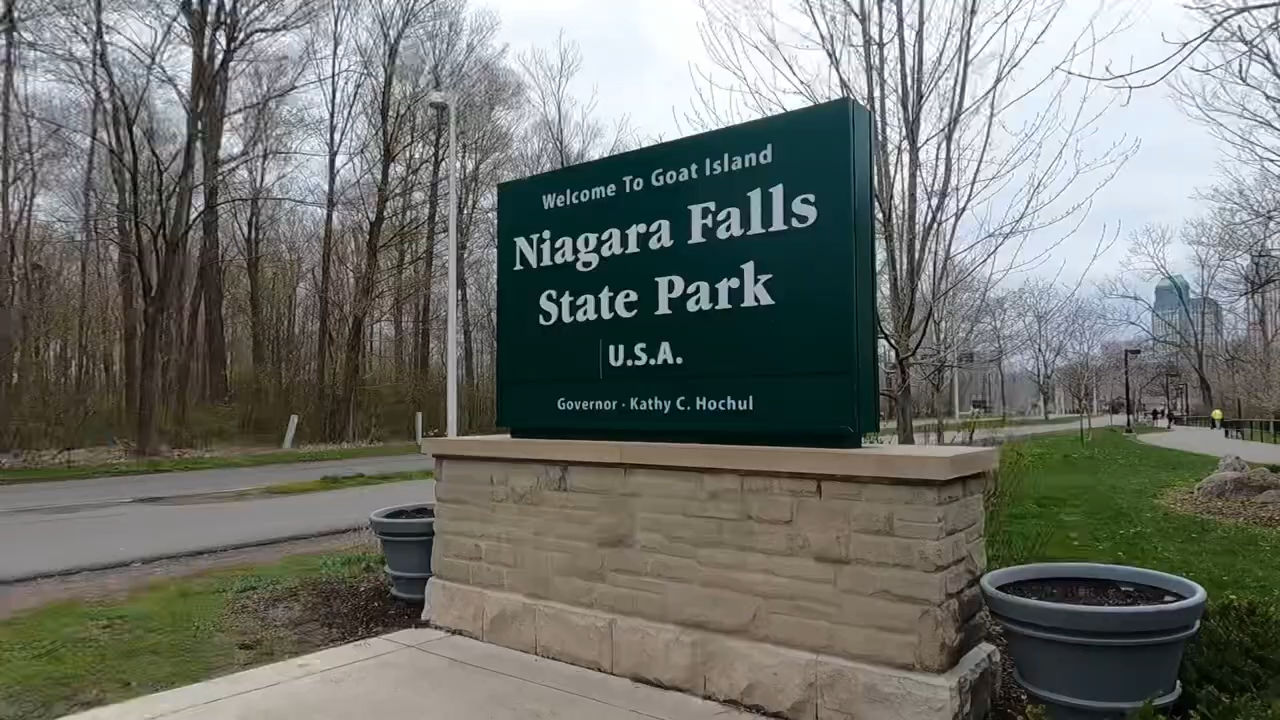 Welcome To Goat Island
Niagara Falls
State Park
U.S.A.
Governor · Kathy C. Hochul